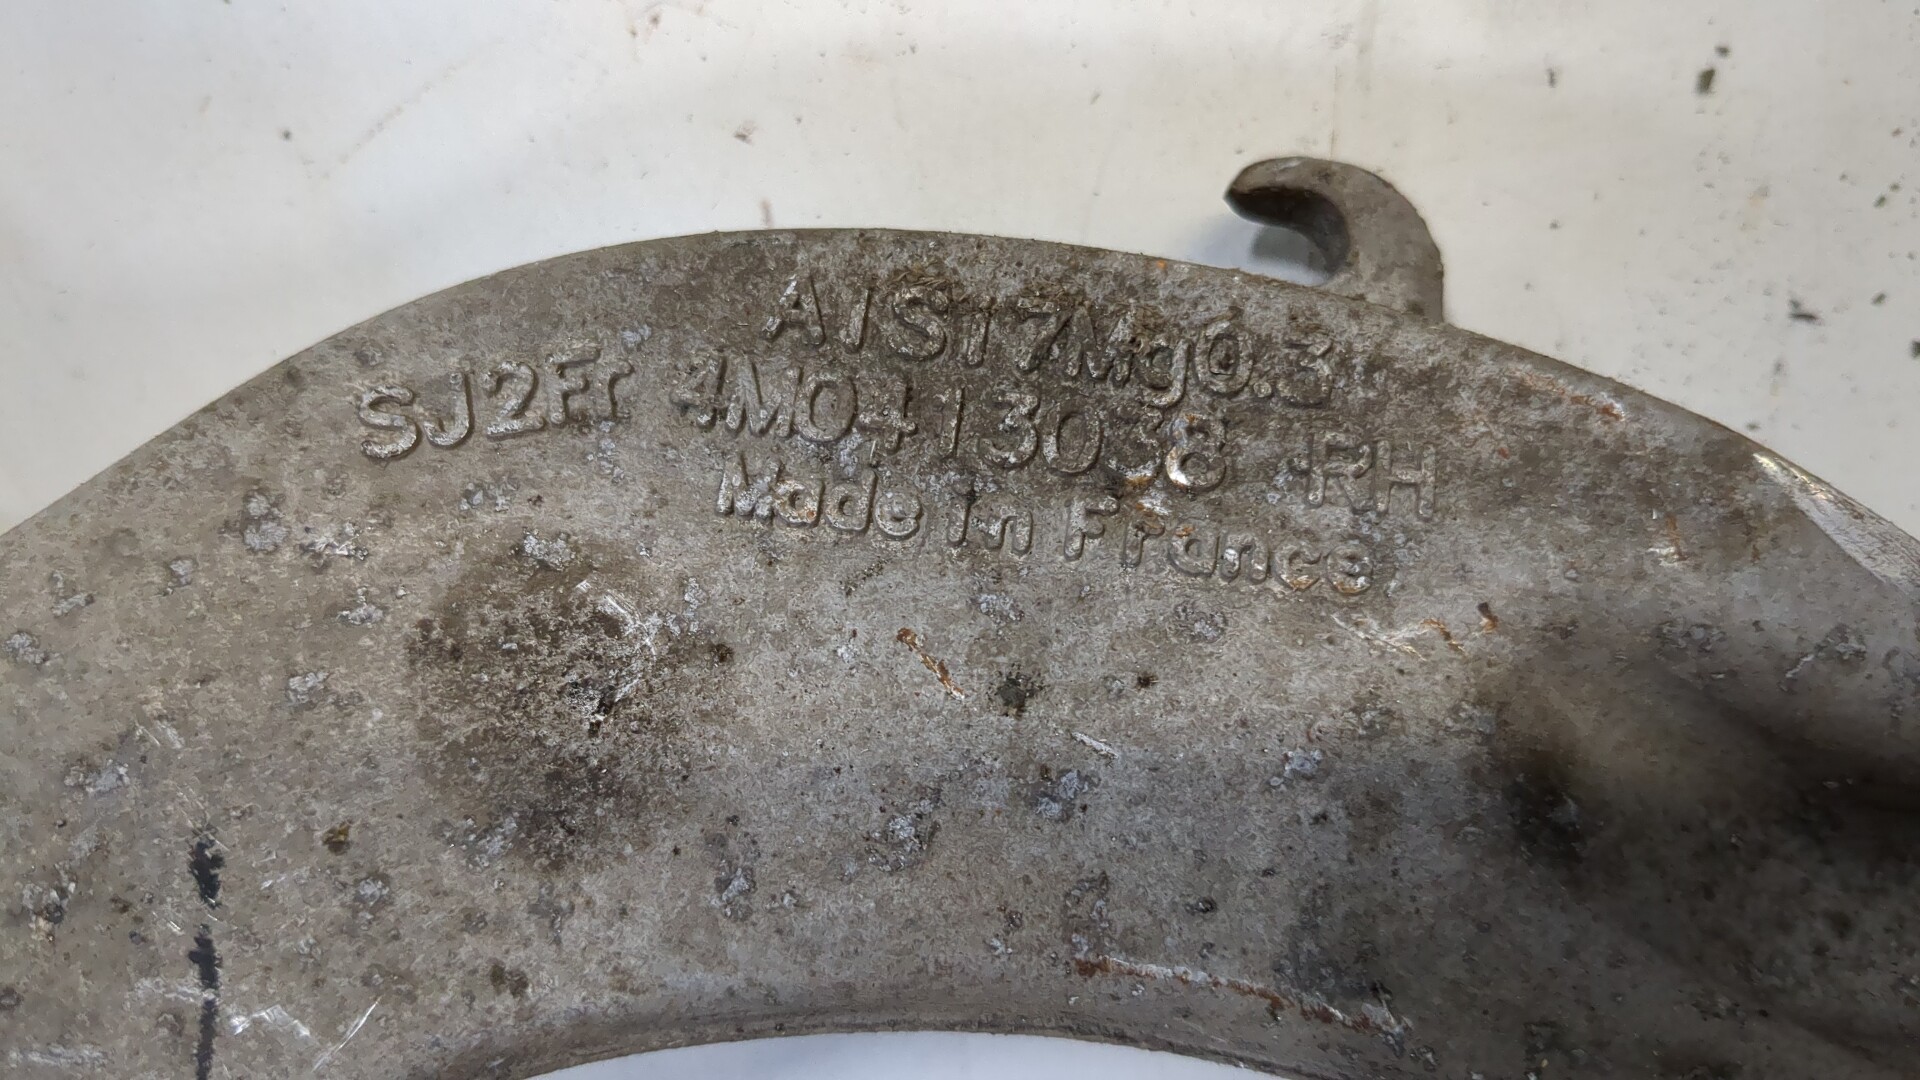 AlSi7Mg0.3
SJ2Fr 4M0413038 RH
Made in France